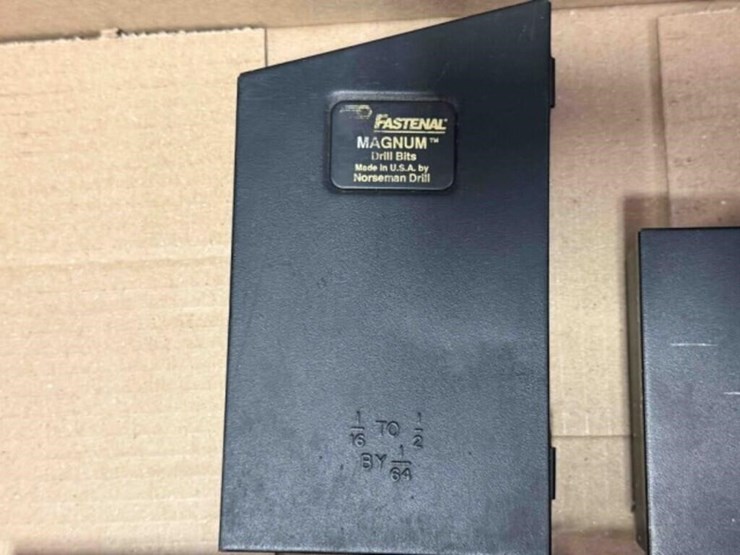 FASTENAL
MAGNUM™
Drill Bits
Made in U.S.A. by
Norseman Drill
1/16 TO 1/2
BY 1/64